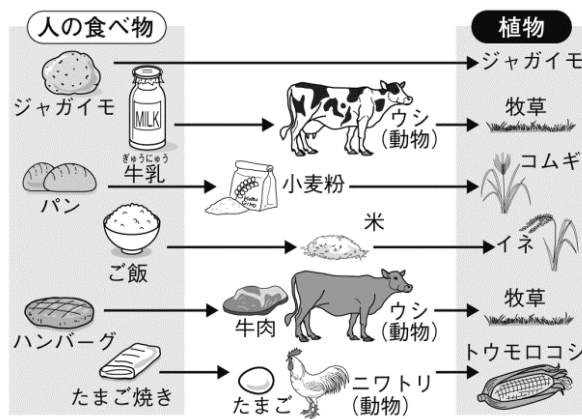 人の食べ物
植物
ジャガイモ
ジャガイモ
MILK
ぎゅうにゅう
牛乳
ウシ
(動物)
牧草
パン
小麦粉
コムギ
ご飯
米
イネ
ハンバーグ
牛肉
ウシ
(動物)
牧草
たまご焼き
たまご
ニワトリ
(動物)
トウモロコシ